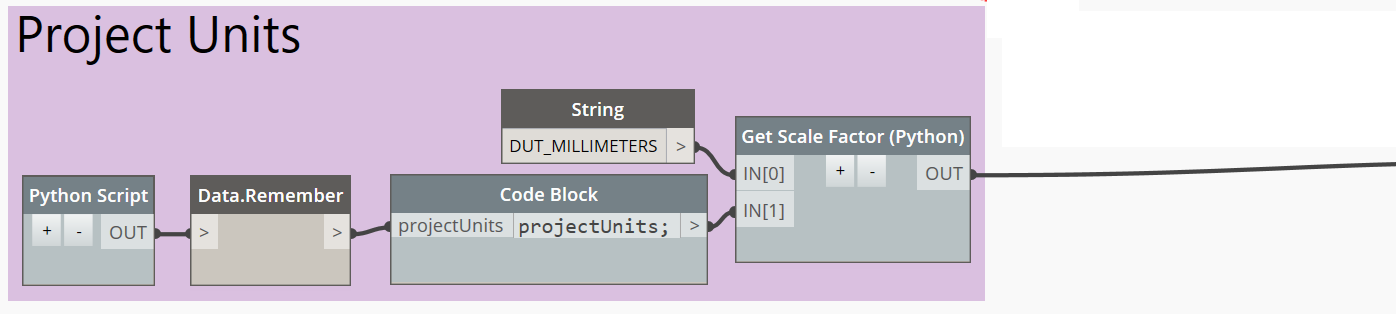 Project Units
String
DUT_MILLIMETERS >
Get Scale Factor (Python)
IN[0] + - OUT
IN[1]
Python Script
+ - OUT
Data.Remember
> >
Code Block
projectUnits projectUnits; >